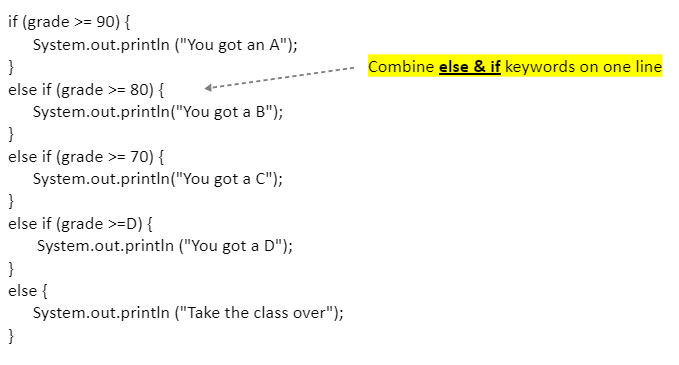 if (grade >= 90) {
System.out.println ("You got an A");
}
else if (grade >= 80) {
Combine else & if keywords on one line
System.out.println("You got a B");
}
else if (grade >= 70) {
System.out.println("You got a C");
}
else if (grade >=D) {
System.out.println ("You got a D");
}
else {
System.out.println ("Take the class over");
}